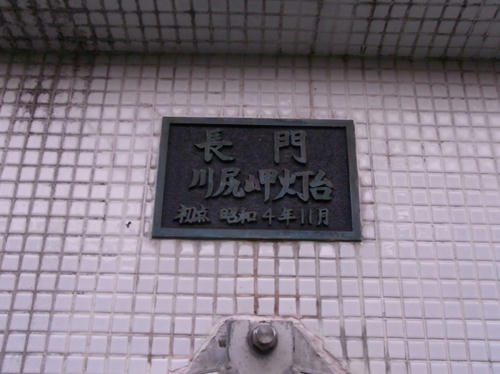 長門
川尻岬灯台
初点 昭和4年11月